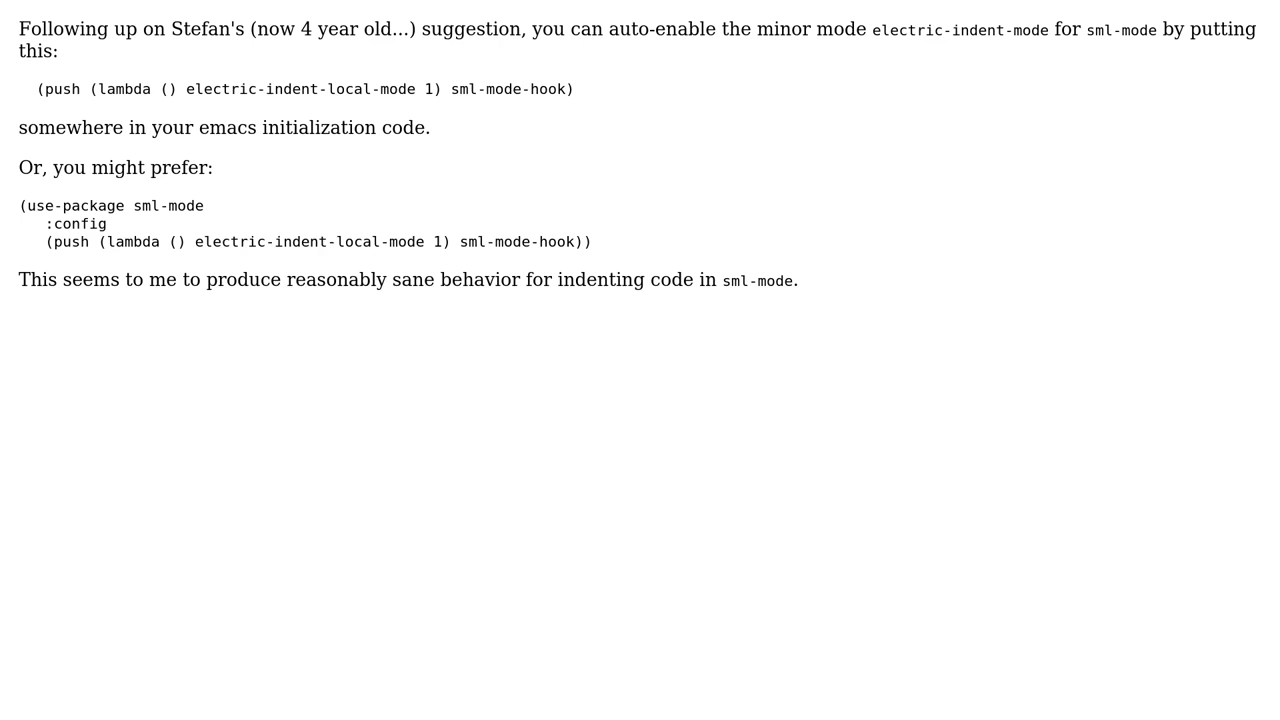 Following up on Stefan's (now 4 year old...) suggestion, you can auto-enable the minor mode electric-indent-mode for sml-mode by putting
this:
(push (lambda () electric-indent-local-mode 1) sml-mode-hook)
somewhere in your emacs initialization code.
Or, you might prefer:
(use-package sml-mode
:config
(push (lambda () electric-indent-local-mode 1) sml-mode-hook))
This seems to me to produce reasonably sane behavior for indenting code in sml-mode.